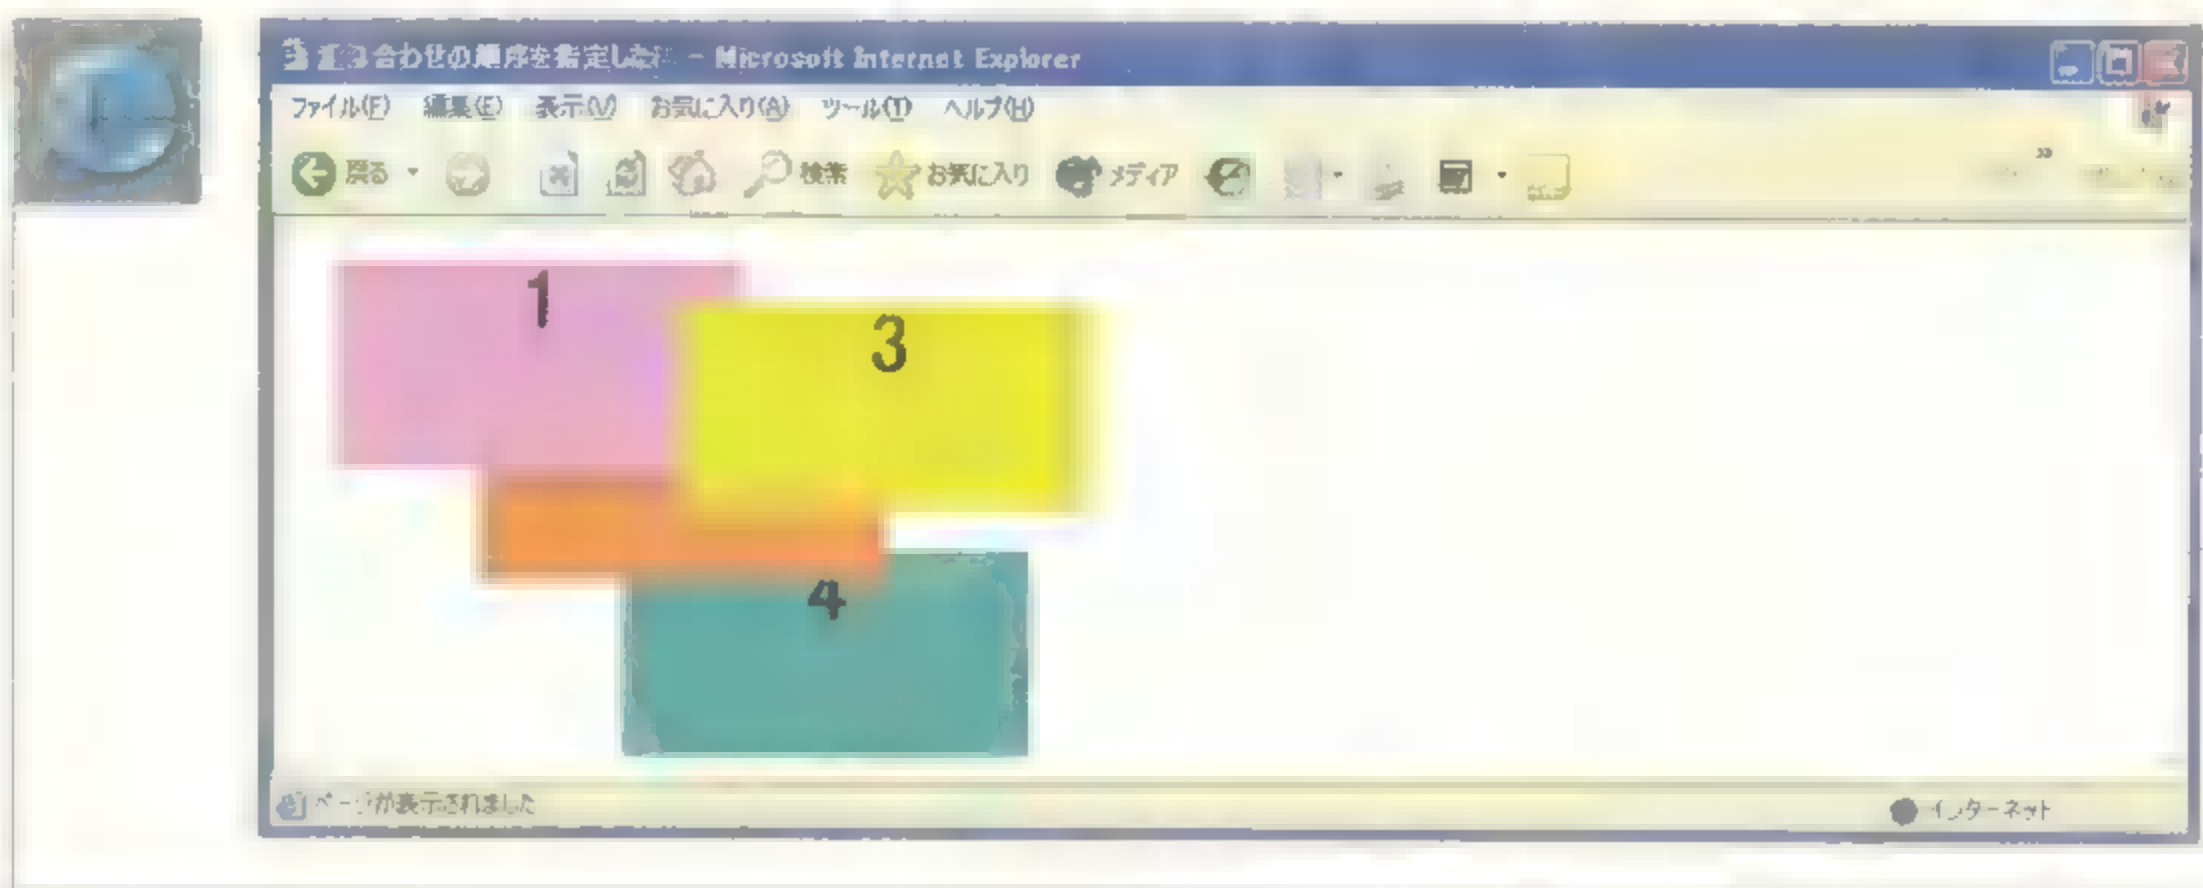 合わせの順序を指定した - Microsoft Internet Explorer
ファイル(F) 編集(E) 表示(V) お気に入り(A) ツール(T) ヘルプ(H)
戻る 検索 お気に入り メディア »
1
3
4
ページが表示されました インターネット